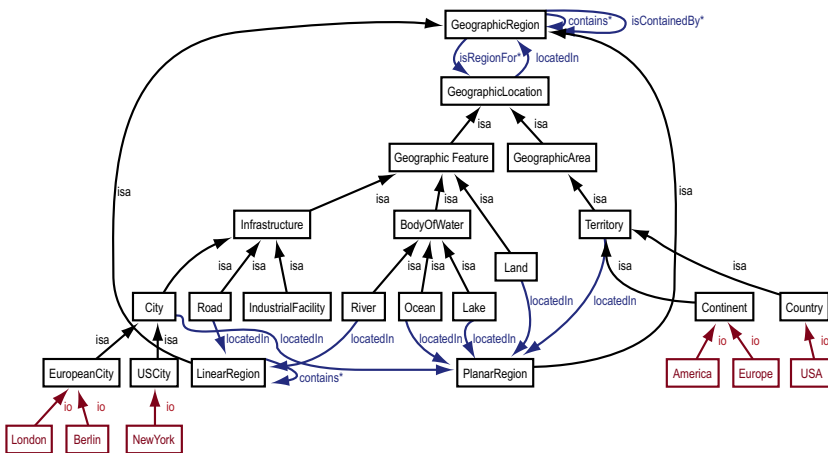 GeographicRegion
contains*
isContainedBy*
isRegionFor*
locatedIn
GeographicLocation
isa
isa
Geographic Feature
GeographicArea
isa
isa
isa
isa
isa
isa
isa
Infrastructure
BodyOfWater
Territory
Land
isa
isa
isa
isa
isa
isa
isa
City
Road
IndustrialFacility
River
Ocean
Lake
locatedIn
locatedIn
Continent
Country
locatedIn
locatedIn
locatedIn
locatedIn
locatedIn
isa
isa
io
io
io
EuropeanCity
USCity
LinearRegion
contains*
PlanarRegion
America
Europe
USA
io
io
io
London
Berlin
NewYork